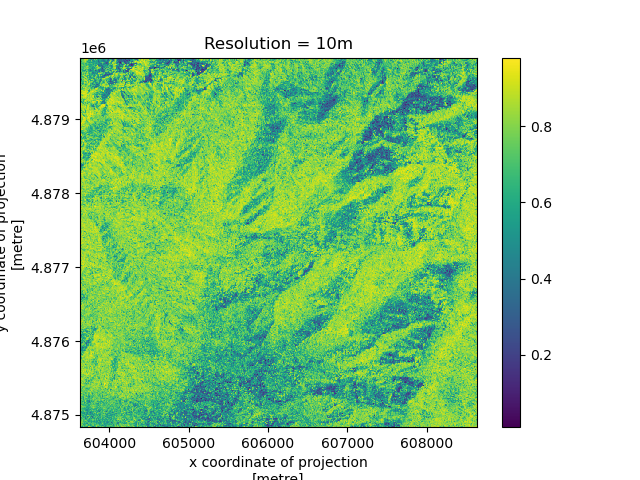 Resolution = 10m
1e6
4.879
4.878
4.877
4.876
4.875
y coordinate of projection
[metre]
604000 605000 606000 607000 608000
x coordinate of projection
[metre]
0.8
0.6
0.4
0.2